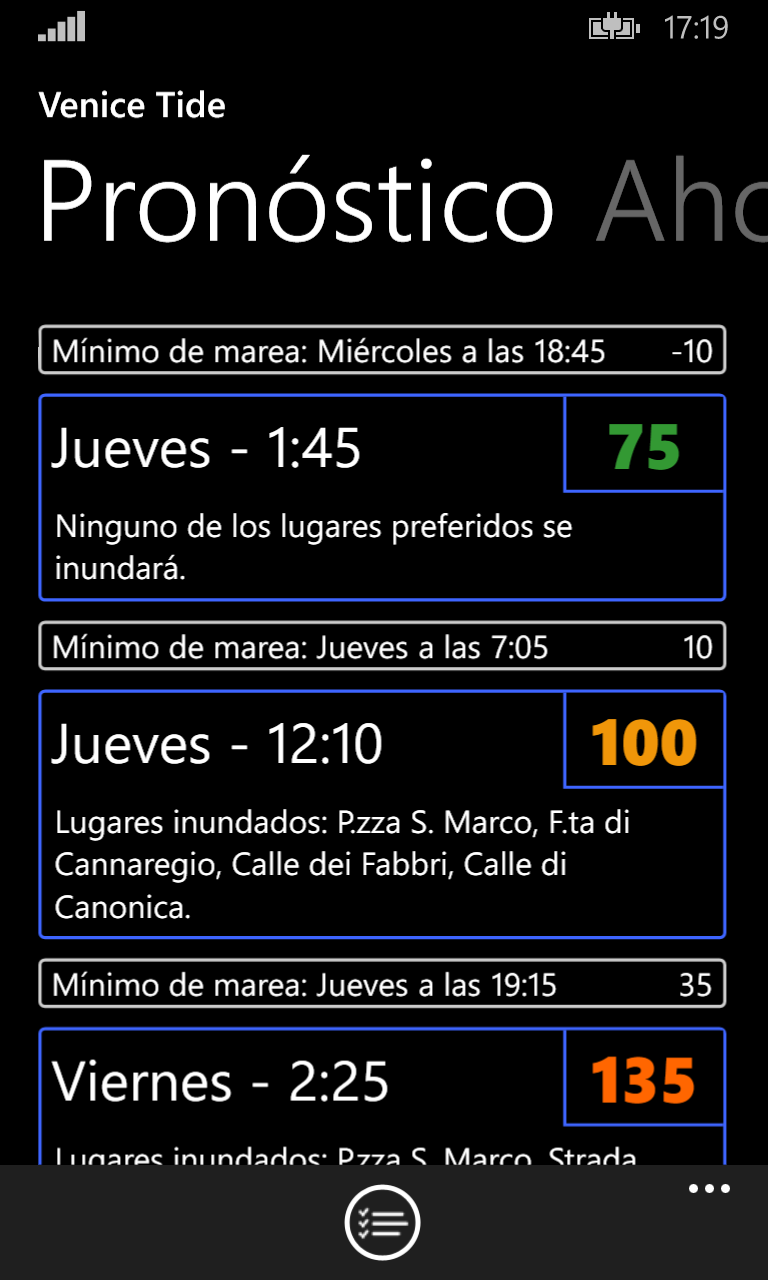 17:19
Venice Tide
Pronóstico Aho
Mínimo de marea: Miércoles a las 18:45 -10
Jueves - 1:45 75
Ninguno de los lugares preferidos se
inundará.
Mínimo de marea: Jueves a las 7:05 10
Jueves - 12:10 100
Lugares inundados: P.zza S. Marco, F.ta di
Cannaregio, Calle dei Fabbri, Calle di
Canonica.
Mínimo de marea: Jueves a las 19:15 35
Viernes - 2:25 135
Lugares inundados: P.zza S. Marco, Strada